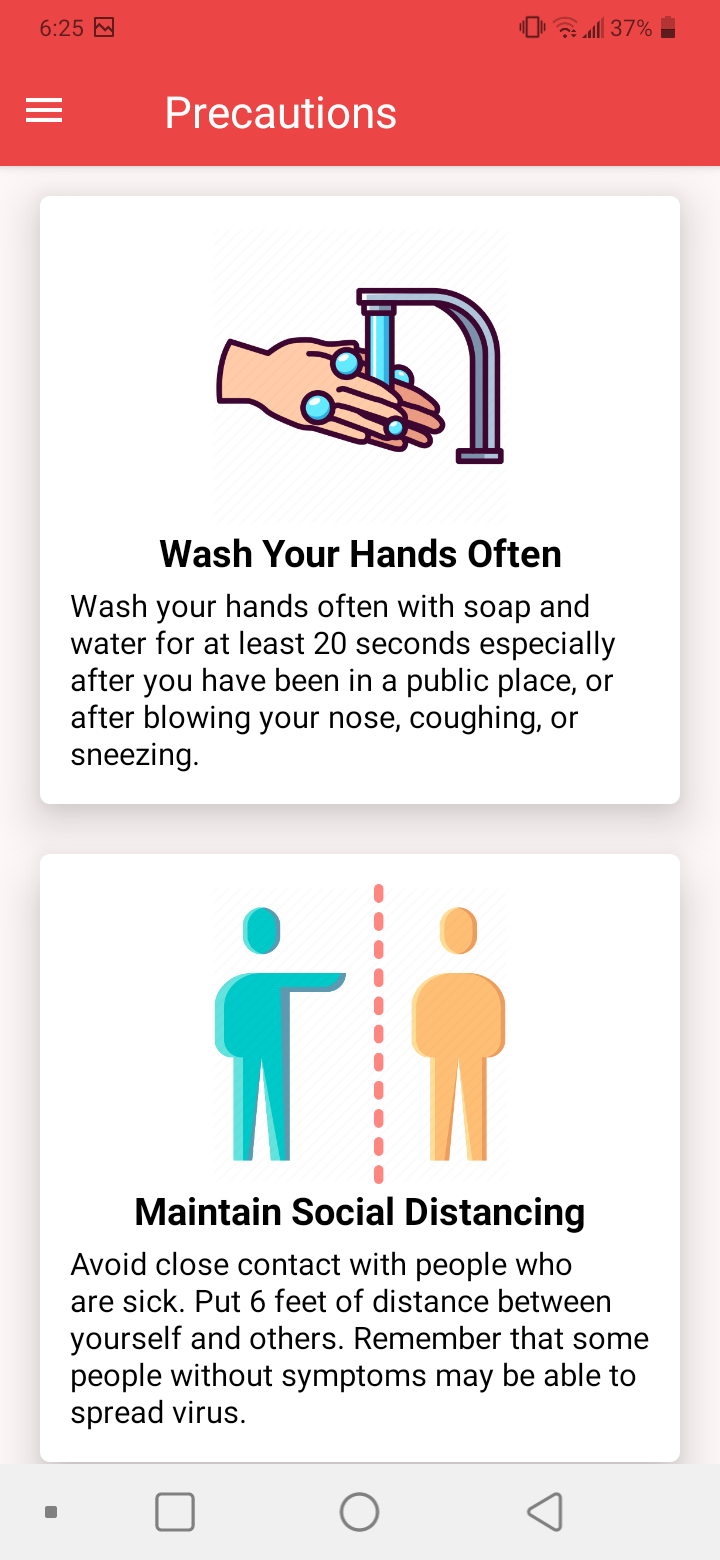 6:25
37%
Precautions
Wash Your Hands Often
Wash your hands often with soap and
water for at least 20 seconds especially
after you have been in a public place, or
after blowing your nose, coughing, or
sneezing.
Maintain Social Distancing
Avoid close contact with people who
are sick. Put 6 feet of distance between
yourself and others. Remember that some
people without symptoms may be able to
spread virus.